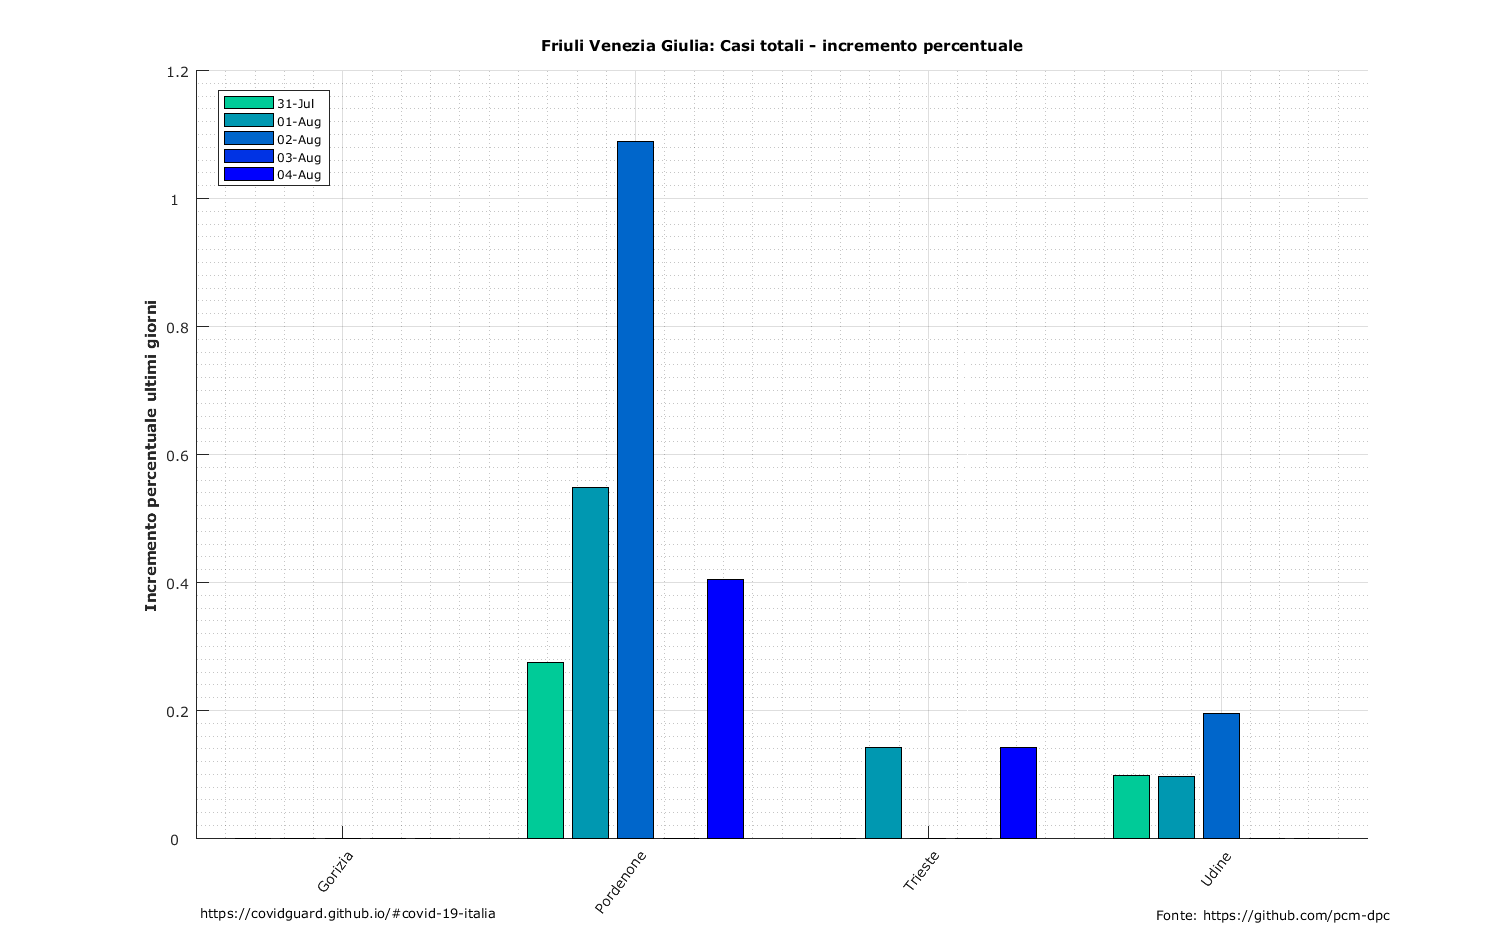 Friuli Venezia Giulia: Casi totali - incremento percentuale
Incremento percentuale ultimi giorni
1.2
1
0.8
0.6
0.4
0.2
0
31-Jul
01-Aug
02-Aug
03-Aug
04-Aug
Gorizia
Pordenone
Trieste
Udine
https://covidguard.github.io/#covid-19-italia
Fonte: https://github.com/pcm-dpc